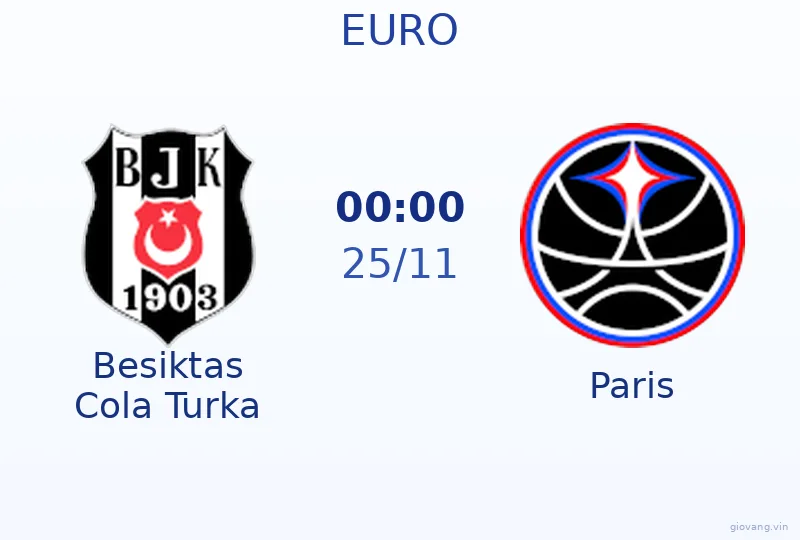 EURO
BJK
1903
00:00
25/11
Besiktas
Cola Turka
Paris
giovang.vin